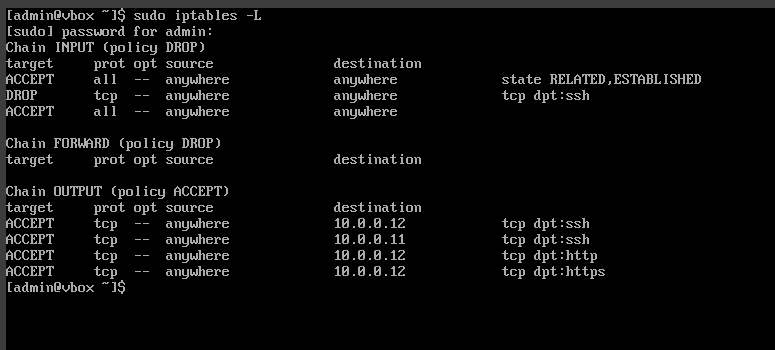 [admin@vbox ~]$ sudo iptables -L
[sudo] password for admin:
Chain INPUT (policy DROP)
target     prot opt source               destination
ACCEPT     all  --  anywhere             anywhere             state RELATED,ESTABLISHED
DROP       tcp  --  anywhere             anywhere             tcp dpt:ssh
ACCEPT     all  --  anywhere             anywhere

Chain FORWARD (policy DROP)
target     prot opt source               destination

Chain OUTPUT (policy ACCEPT)
target     prot opt source               destination
ACCEPT     tcp  --  anywhere             10.0.0.12            tcp dpt:ssh
ACCEPT     tcp  --  anywhere             10.0.0.11            tcp dpt:ssh
ACCEPT     tcp  --  anywhere             10.0.0.12            tcp dpt:http
ACCEPT     tcp  --  anywhere             10.0.0.12            tcp dpt:https
[admin@vbox ~]$